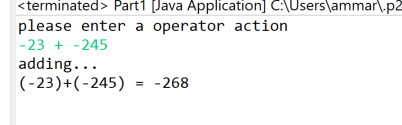 <terminated> Part1 [Java Application] C:\Users\ammar\.p2
please enter a operator action
-23 + -245
adding...
(-23)+(-245) = -268